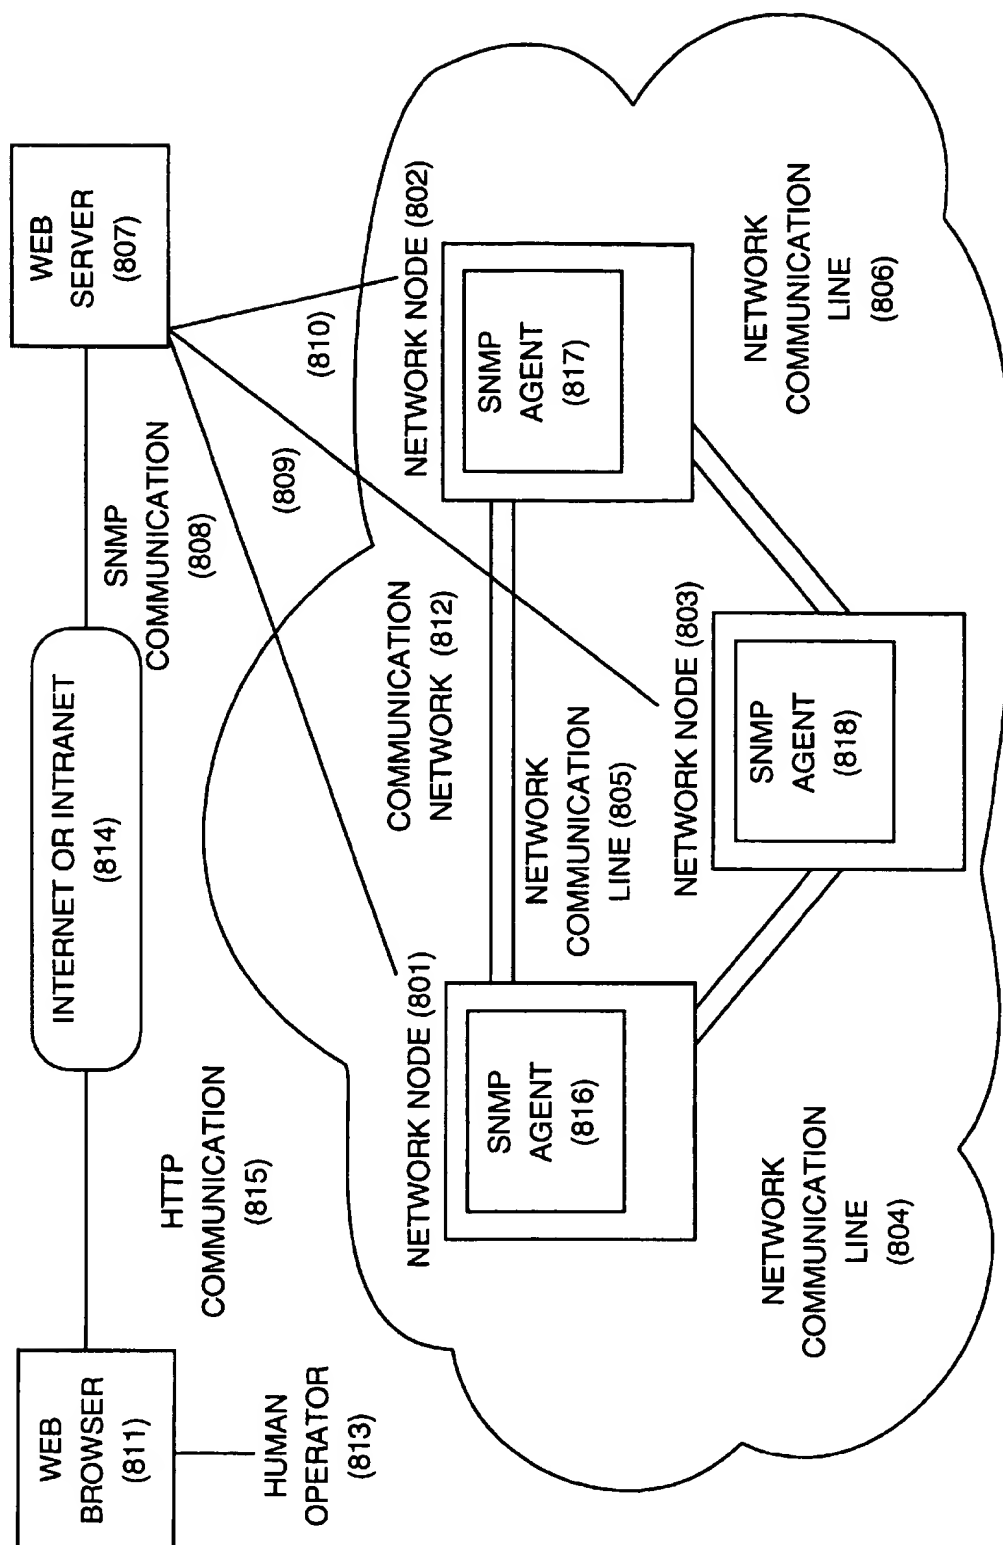 WEB
BROWSER
(811)
HUMAN
OPERATOR
(813)
HTTP
COMMUNICATION
(815)
INTERNET OR INTRANET
(814)
SNMP
COMMUNICATION
(808)
WEB
SERVER
(807)
(809)
(810)
COMMUNICATION
NETWORK (812)
NETWORK NODE (801)
SNMP
AGENT
(816)
NETWORK NODE (802)
SNMP
AGENT
(817)
NETWORK
COMMUNICATION
LINE (805)
NETWORK NODE (803)
SNMP
AGENT
(818)
NETWORK
COMMUNICATION
LINE
(804)
NETWORK
COMMUNICATION
LINE
(806)